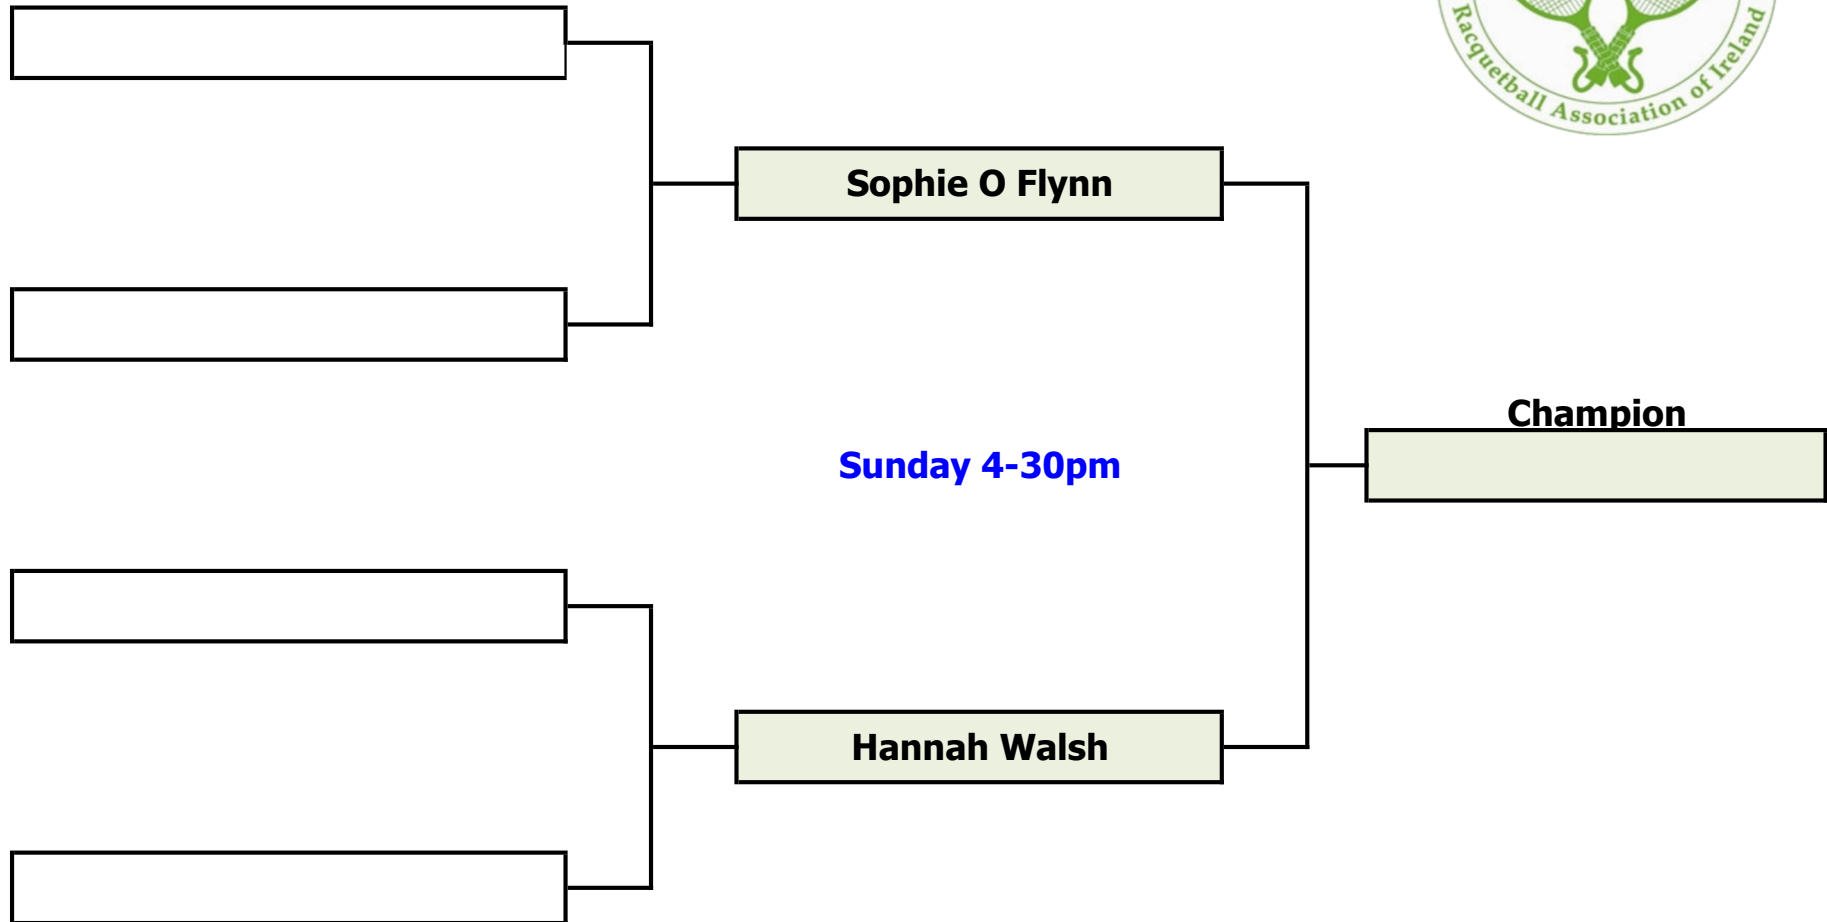 Racquetball Association of Ireland
Sophie O Flynn
Champion
Sunday 4-30pm
Hannah Walsh